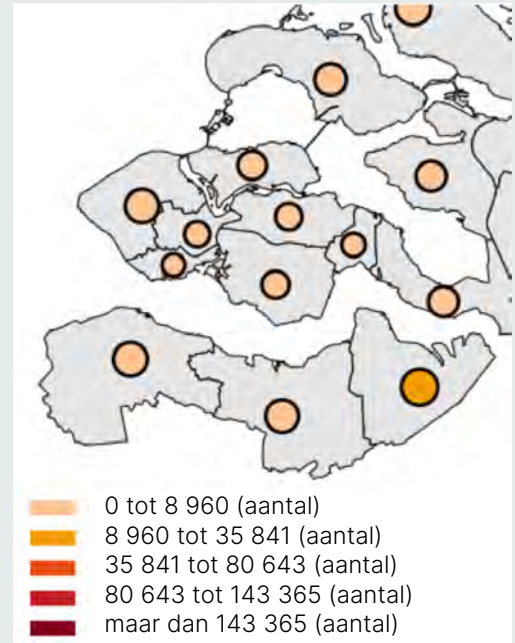 0 tot 8 960 (aantal)
8 960 tot 35 841 (aantal)
35 841 tot 80 643 (aantal)
80 643 tot 143 365 (aantal)
maar dan 143 365 (aantal)